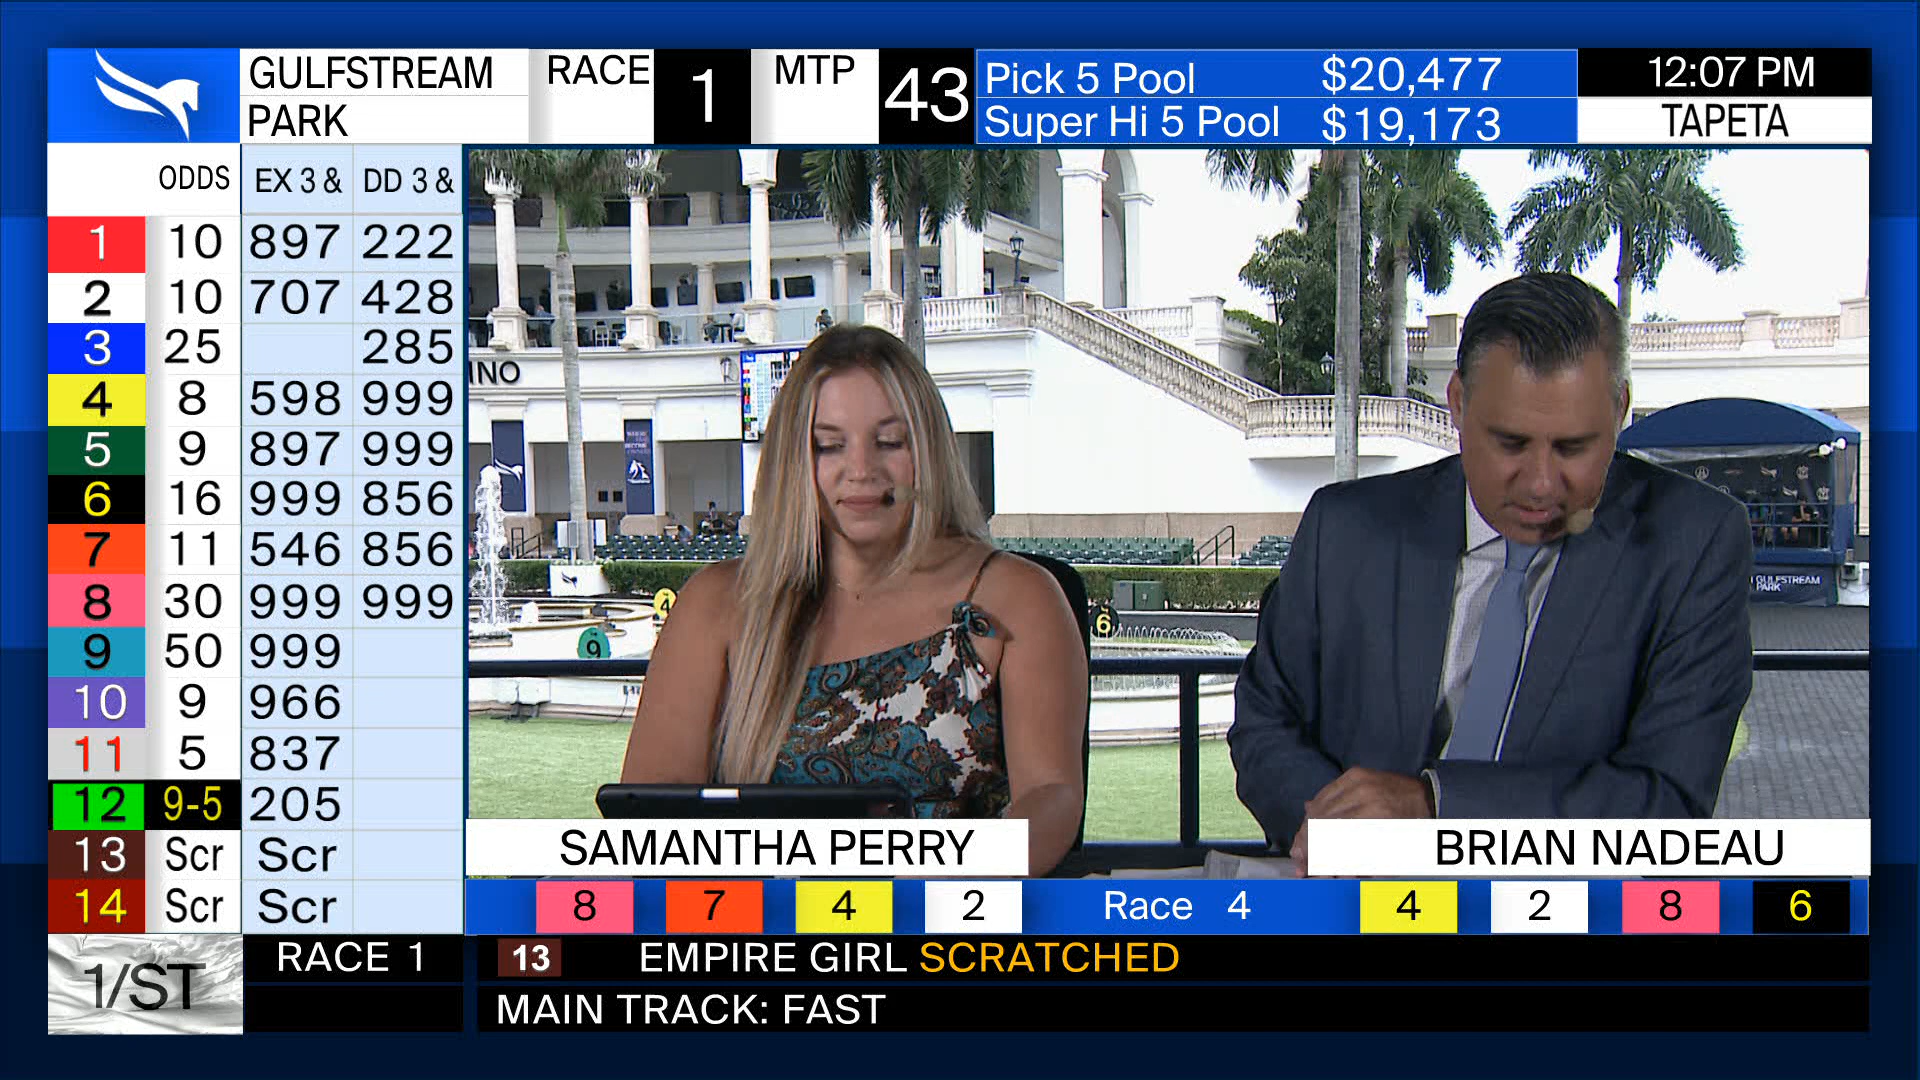 GULFSTREAM PARK
RACE 1
MTP 43
Pick 5 Pool $20,477
Super Hi 5 Pool $19,173
12:07 PM
TAPETA
ODDS EX 3 & DD 3 &
1 10 897 222
2 10 707 428
3 25 285
4 8 598 999
5 9 897 999
6 16 999 856
7 11 546 856
8 30 999 999
9 50 999
10 9 966
11 5 837
12 9-5 205
13 Scr Scr
14 Scr Scr
INO
4
9
6
GULFSTREAM
PARK
SAMANTHA PERRY
BRIAN NADEAU
8 7 4 2 Race 4 4 2 8 6
1/ST
RACE 1
13 EMPIRE GIRL SCRATCHED
MAIN TRACK: FAST